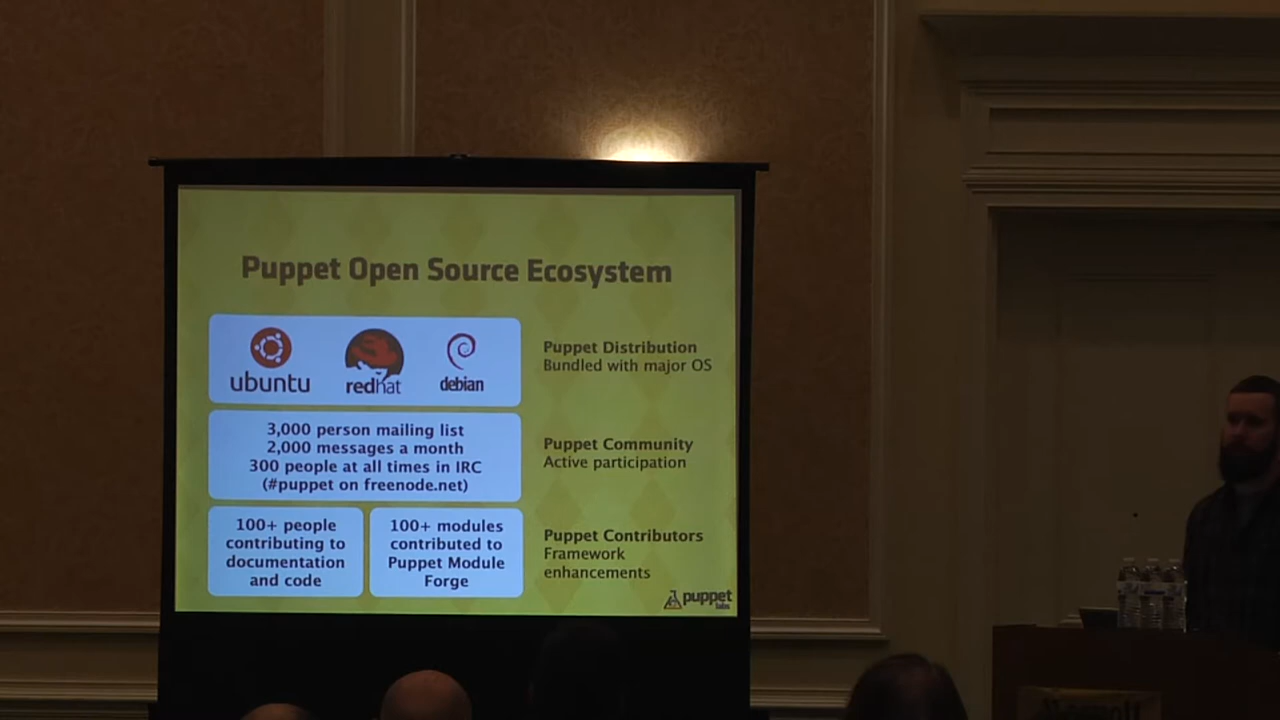 Puppet Open Source Ecosystem
ubuntu
redhat
debian
Puppet Distribution
Bundled with major OS
3,000 person mailing list
2,000 messages a month
300 people at all times in IRC
(#puppet on freenode.net)
Puppet Community
Active participation
100+ people
contributing to
documentation
and code
100+ modules
contributed to
Puppet Module
Forge
Puppet Contributors
Framework
enhancements
puppet
labs